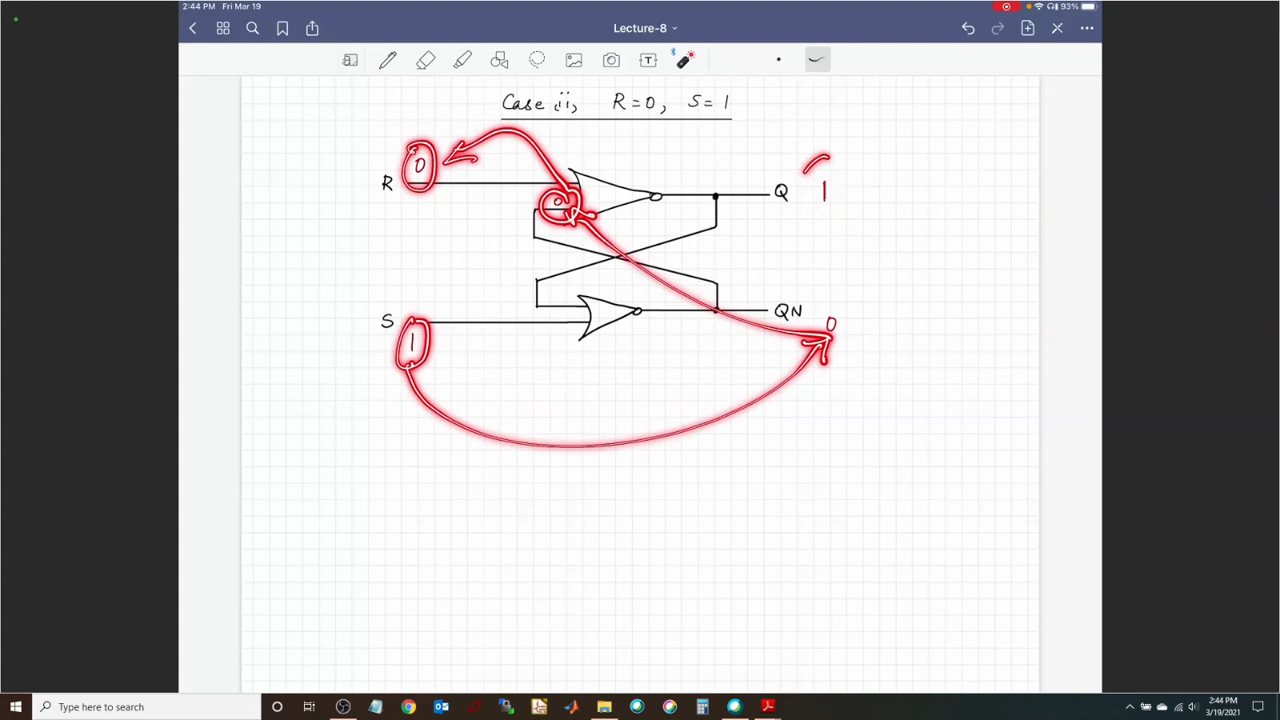 2:44 PM Fri Mar 19
93%
Lecture-8
T
Case ii, R=0, S=1
0
R
0
Q
1
S
1
QN
0
Type here to search
2:44 PM
3/19/2021